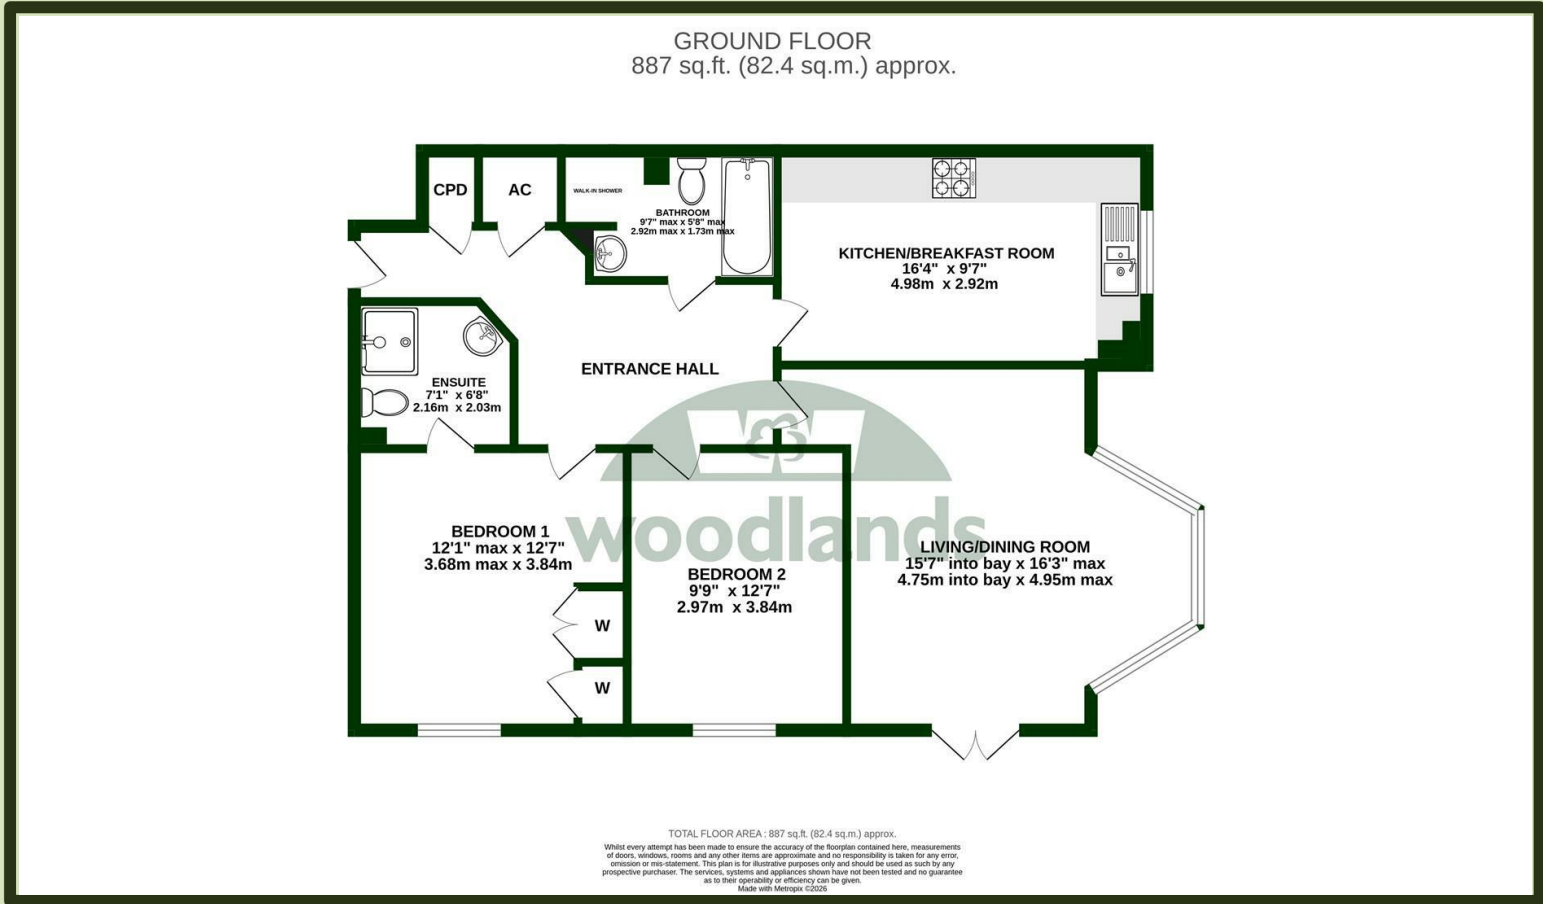 GROUND FLOOR
887 sq.ft. (82.4 sq.m.) approx.
CPD
AC
WALK-IN SHOWER
BATHROOM
9'7" max x 5'8" max
2.92m max x 1.73m max
KITCHEN/BREAKFAST ROOM
16'4" x 9'7"
4.98m x 2.92m
ENTRANCE HALL
ENSUITE
7'1" x 6'8"
2.16m x 2.03m
woodlands
BEDROOM 1
12'1" max x 12'7"
3.68m max x 3.84m
BEDROOM 2
9'9" x 12'7"
2.97m x 3.84m
LIVING/DINING ROOM
15'7" into bay x 16'3" max
4.75m into bay x 4.95m max
W
W
TOTAL FLOOR AREA : 887 sq.ft. (82.4 sq.m.) approx.
Whilst every attempt has been made to ensure the accuracy of the floorplan contained here, measurements
of doors, windows, rooms and any other items are approximate and no responsibility is taken for any error,
omission or mis-statement. This plan is for illustrative purposes only and should be used as such by any
prospective purchaser. The services, systems and appliances shown have not been tested and no guarantee
as to their operability or efficiency can be given.
Made with Metropix ©2026